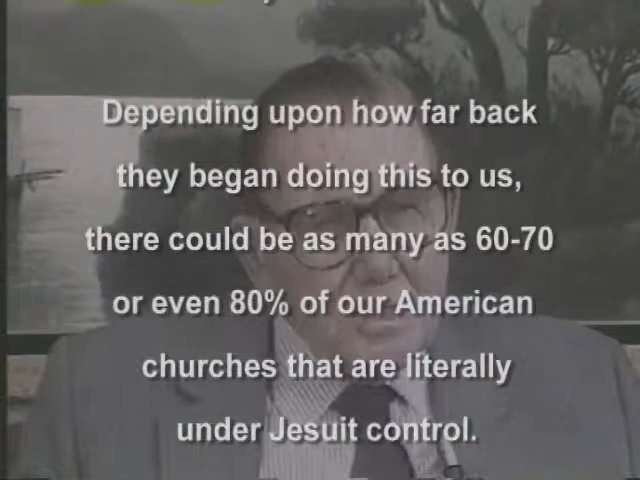 Depending upon how far back
they began doing this to us,
there could be as many as 60-70
or even 80% of our American
churches that are literally
under Jesuit control.